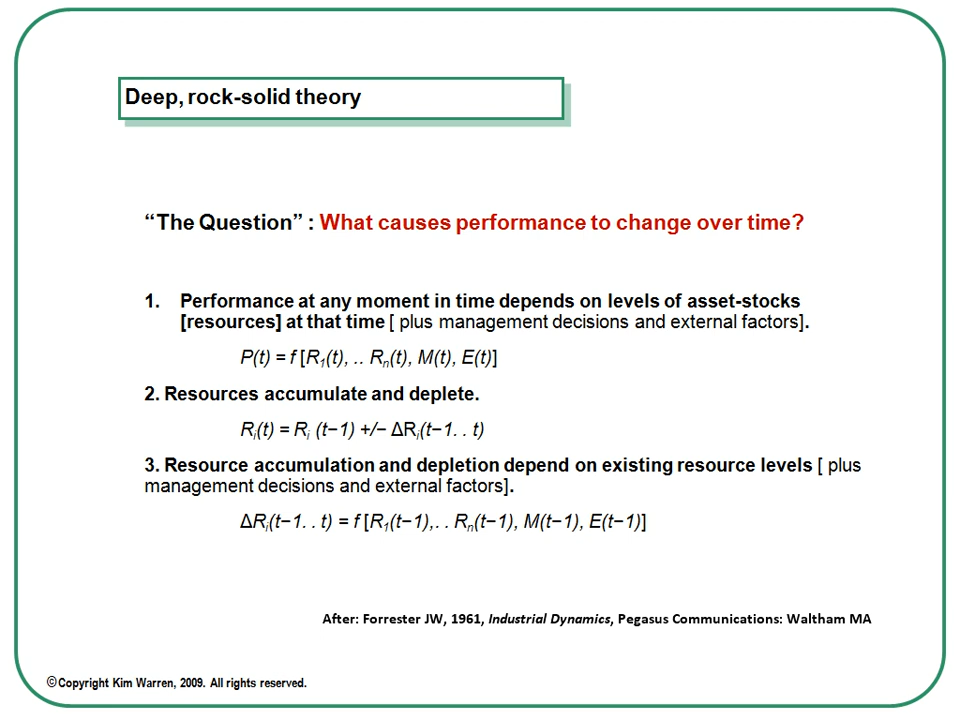 Deep, rock-solid theory
“The Question” : What causes performance to change over time?
1. Performance at any moment in time depends on levels of asset-stocks
[resources] at that time [ plus management decisions and external factors].
P(t) = f [R₁(t), .. Rₙ(t), M(t), E(t)]
2. Resources accumulate and deplete.
Rᵢ(t) = Rᵢ (t−1) +/− ΔRᵢ(t−1. . t)
3. Resource accumulation and depletion depend on existing resource levels [ plus
management decisions and external factors].
ΔRᵢ(t−1. . t) = f [R₁(t−1),. . Rₙ(t−1), M(t−1), E(t−1)]
After: Forrester JW, 1961, Industrial Dynamics, Pegasus Communications: Waltham MA
©Copyright Kim Warren, 2009. All rights reserved.